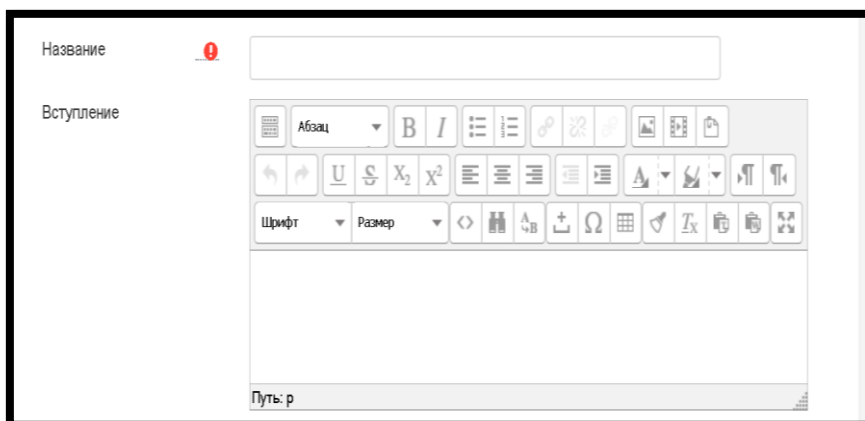 Название
Вступление
Абзац
Шрифт Размер
Путь: p